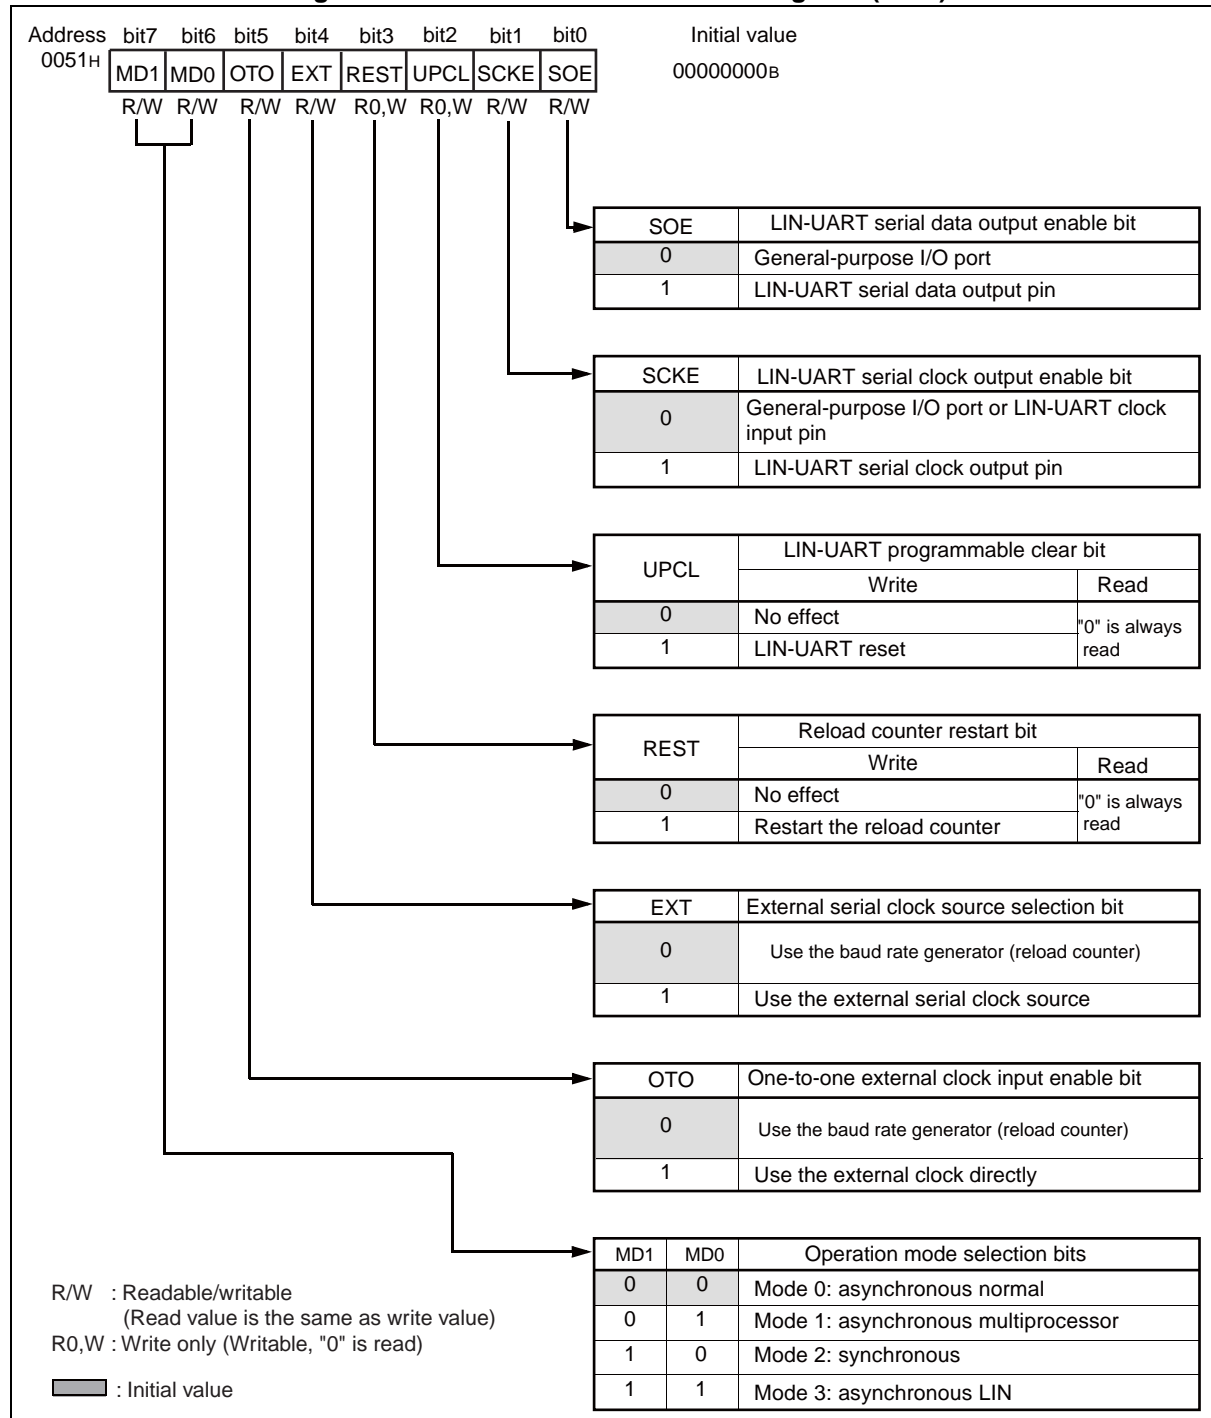 Address bit7 bit6 bit5 bit4 bit3 bit2 bit1 bit0 Initial value
0051H MD1 MD0 OTO EXT REST UPCL SCKE SOE 00000000B
R/W R/W R/W R/W R0,W R0,W R/W R/W
SOE LIN-UART serial data output enable bit
0 General-purpose I/O port
1 LIN-UART serial data output pin
SCKE LIN-UART serial clock output enable bit
0 General-purpose I/O port or LIN-UART clock
input pin
1 LIN-UART serial clock output pin
UPCL LIN-UART programmable clear bit
Write Read
0 No effect "0" is always
1 LIN-UART reset read
REST Reload counter restart bit
Write Read
0 No effect "0" is always
1 Restart the reload counter read
EXT External serial clock source selection bit
0 Use the baud rate generator (reload counter)
1 Use the external serial clock source
OTO One-to-one external clock input enable bit
0 Use the baud rate generator (reload counter)
1 Use the external clock directly
MD1 MD0 Operation mode selection bits
0 0 Mode 0: asynchronous normal
0 1 Mode 1: asynchronous multiprocessor
1 0 Mode 2: synchronous
1 1 Mode 3: asynchronous LIN
R/W : Readable/writable
(Read value is the same as write value)
R0,W : Write only (Writable, "0" is read)
: Initial value